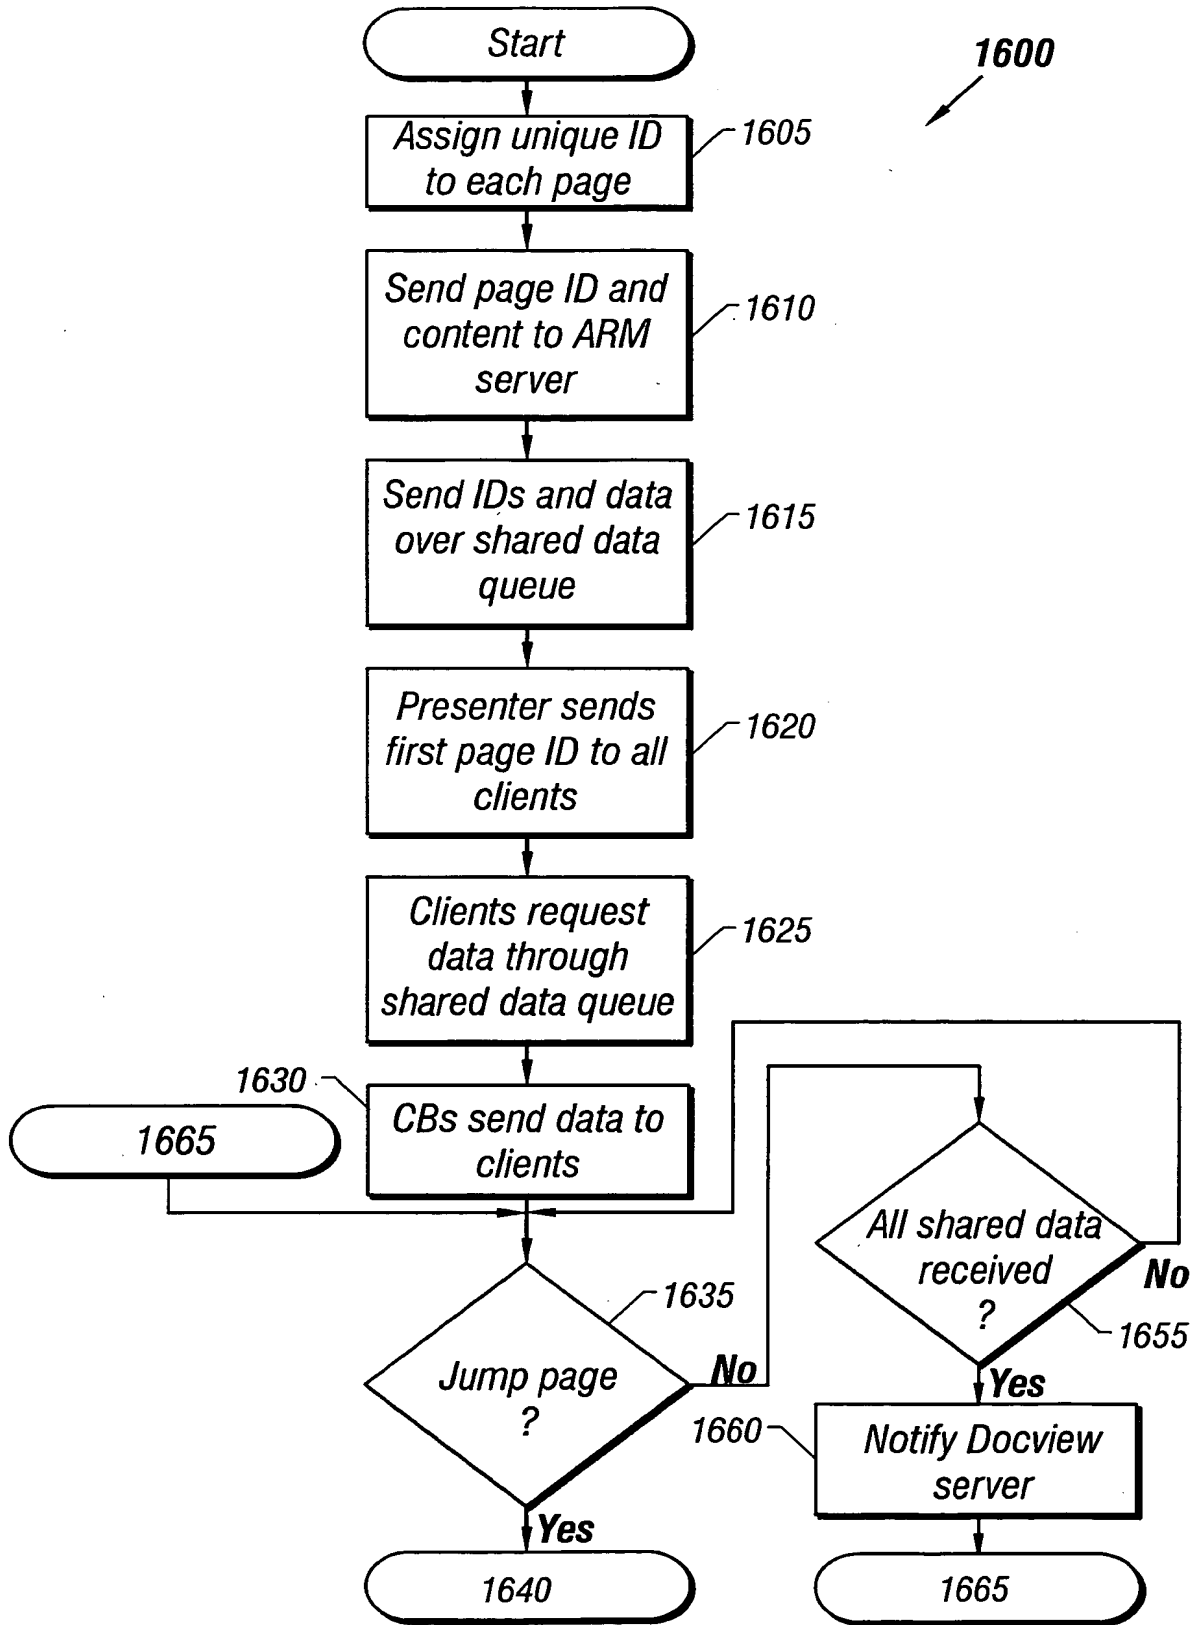 Start
1600
Assign unique ID
to each page
1605
Send page ID and
content to ARM
server
1610
Send IDs and data
over shared data
queue
1615
Presenter sends
first page ID to all
clients
1620
Clients request
data through
shared data queue
1625
1630
CBs send data to
clients
1665
Jump page
?
1635
No
Yes
1640
All shared data
received
?
No
1655
Yes
1660
Notify Docview
server
1665